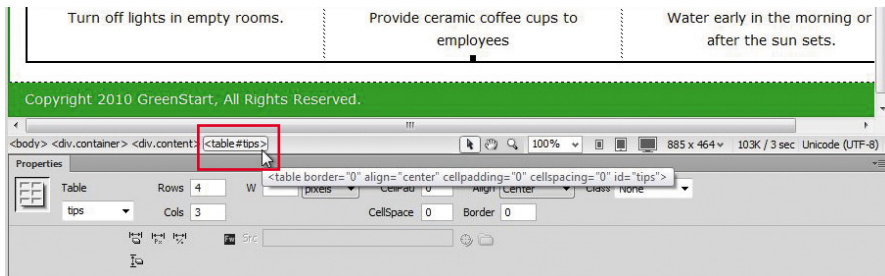 Turn off lights in empty rooms. Provide ceramic coffee cups to employees Water early in the morning or after the sun sets.
Copyright 2010 GreenStart, All Rights Reserved.
<body> <div.container> <div.content> <table#tips> 100% 885 x 464 103K / 3 sec Unicode (UTF-8)
Properties
<table border="0" align="center" cellpadding="0" cellspacing="0" id="tips">
Table Rows 4 W pixels CellPad 0 Align Center Class None
tips Cols 3 CellSpace 0 Border 0
Fw Src